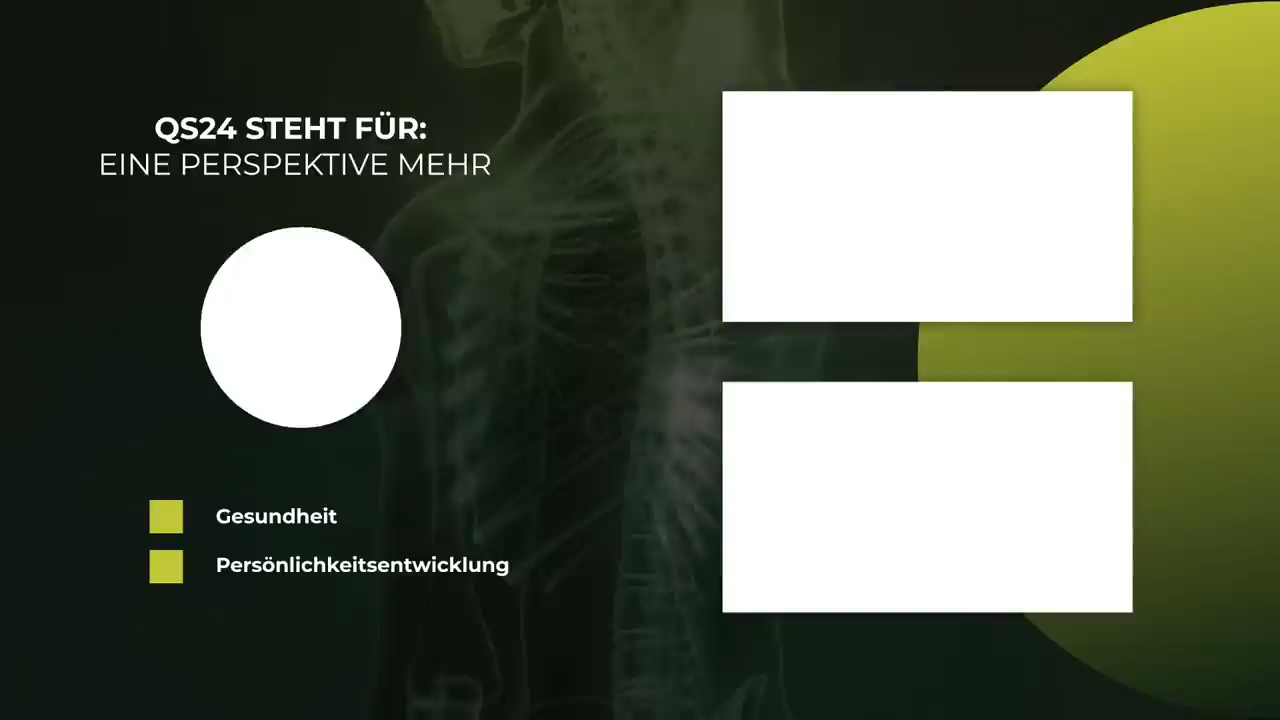 QS24 STEHT FÜR:
EINE PERSPEKTIVE MEHR
Gesundheit
Persönlichkeitsentwicklung